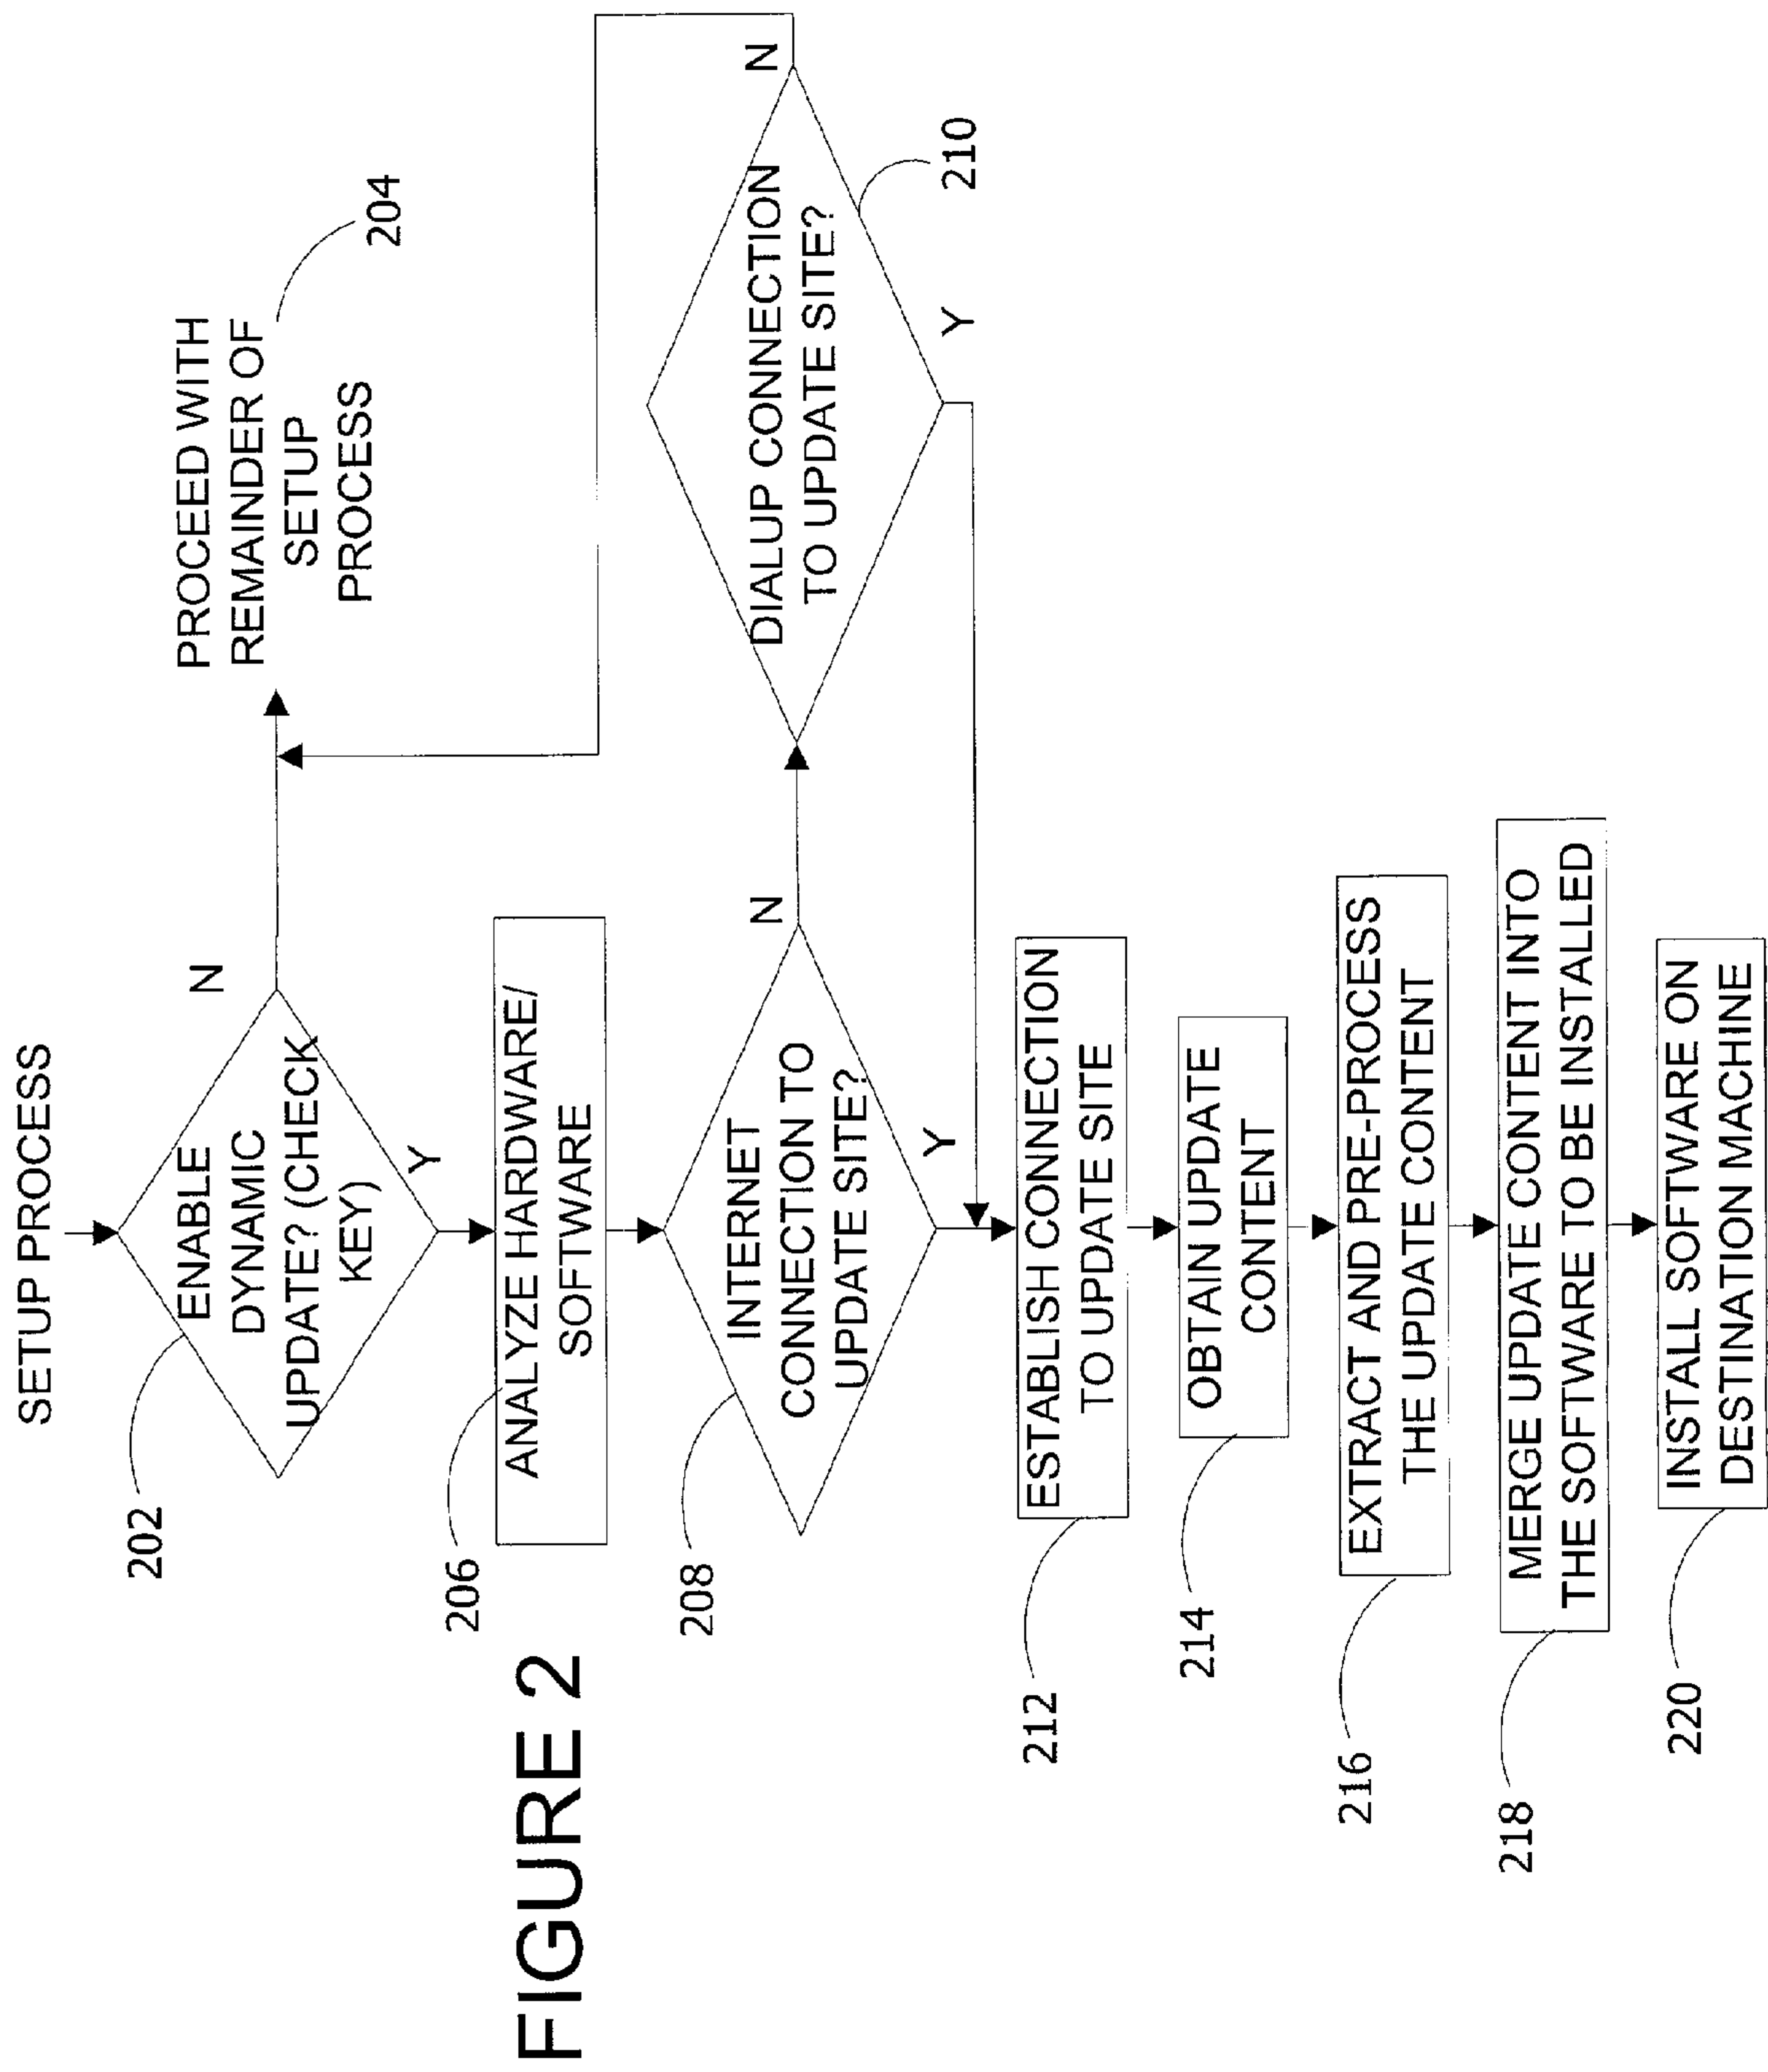 SETUP PROCESS
ENABLE
DYNAMIC
UPDATE? (CHECK
KEY)
202
N
Y
PROCEED WITH
REMAINDER OF
SETUP
PROCESS
204
ANALYZE HARDWARE/
SOFTWARE
206
INTERNET
CONNECTION TO
UPDATE SITE?
208
N
Y
DIALUP CONNECTION
TO UPDATE SITE?
210
N
Y
ESTABLISH CONNECTION
TO UPDATE SITE
212
OBTAIN UPDATE
CONTENT
214
EXTRACT AND PRE-PROCESS
THE UPDATE CONTENT
216
MERGE UPDATE CONTENT INTO
THE SOFTWARE TO BE INSTALLED
218
INSTALL SOFTWARE ON
DESTINATION MACHINE
220
FIGURE 2